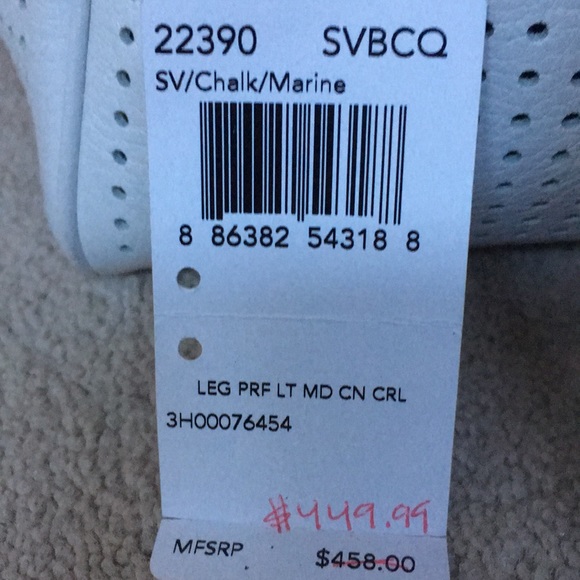 22390 SVBCQ
SV/Chalk/Marine
8 86382 54318 8
LEG PRF LT MD CN CRL
3H00076454
$449.99
MFSRP $458.00